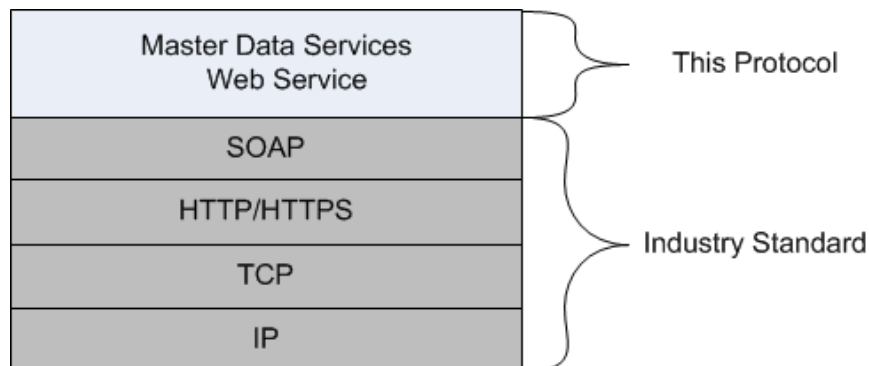 Master Data Services
Web Service
This Protocol
SOAP
HTTP/HTTPS
Industry Standard
TCP
IP